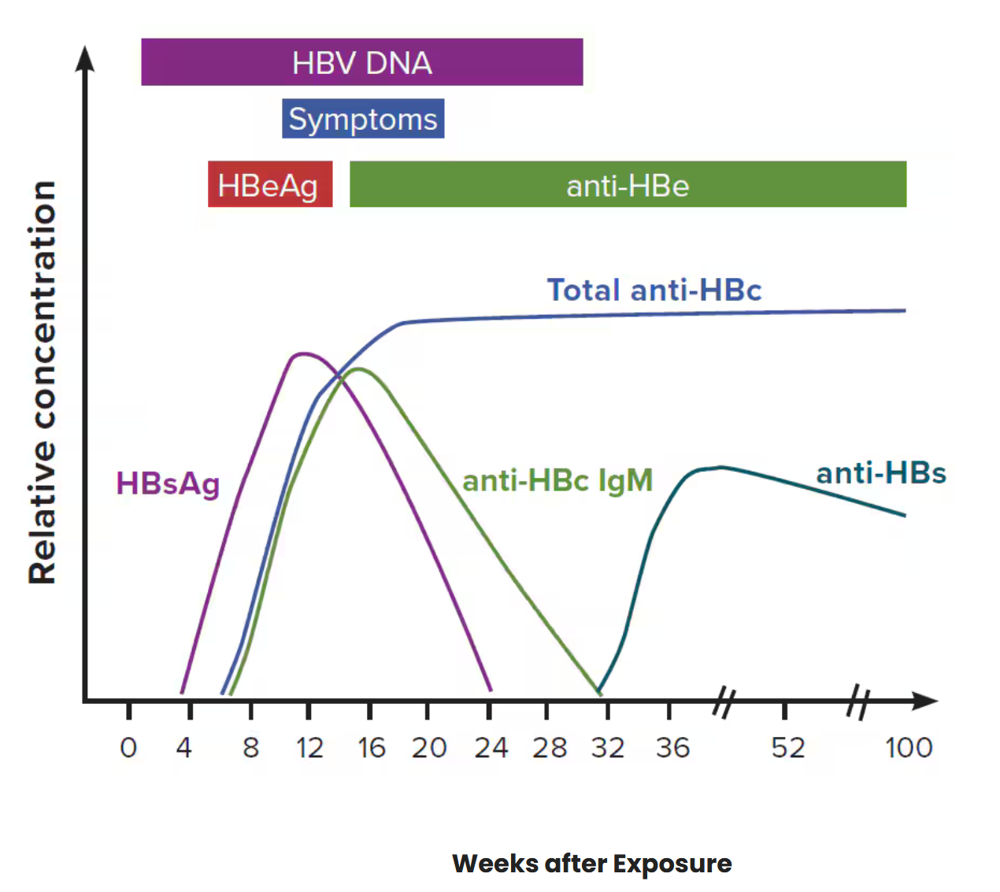 HBV DNA
Symptoms
HBeAg
anti-HBe
Relative concentration
Total anti-HBc
HBsAg
anti-HBc IgM
anti-HBs
0 4 8 12 16 20 24 28 32 36 52 100
Weeks after Exposure